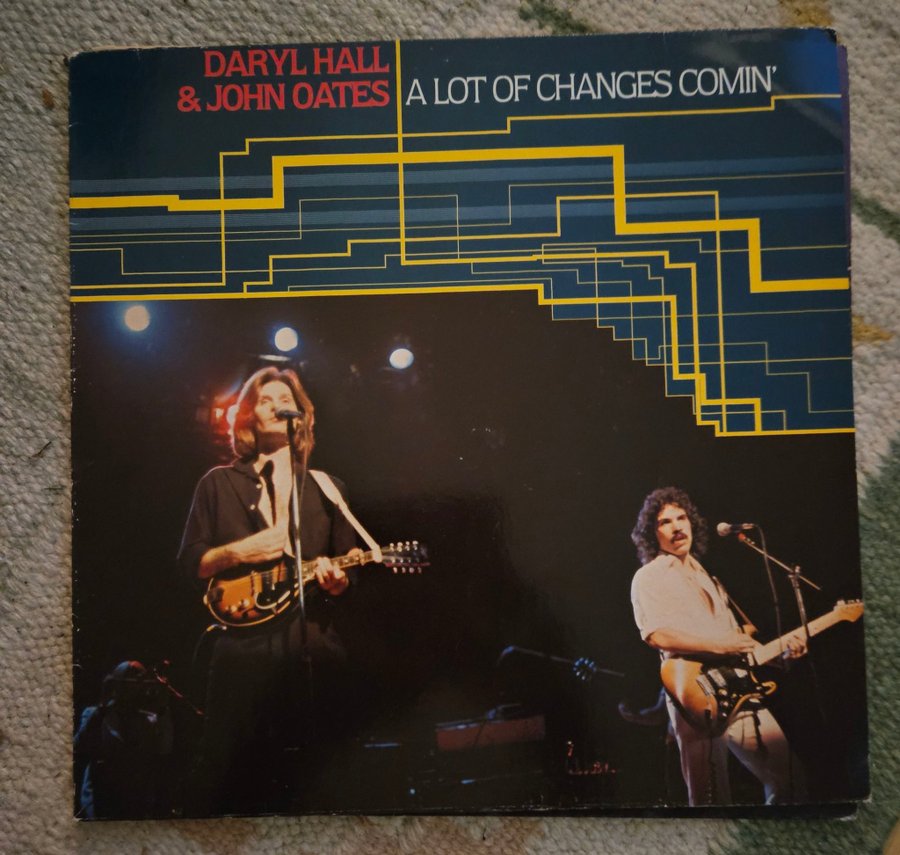 DARYL HALL
& JOHN OATES
A LOT OF CHANGES COMIN'